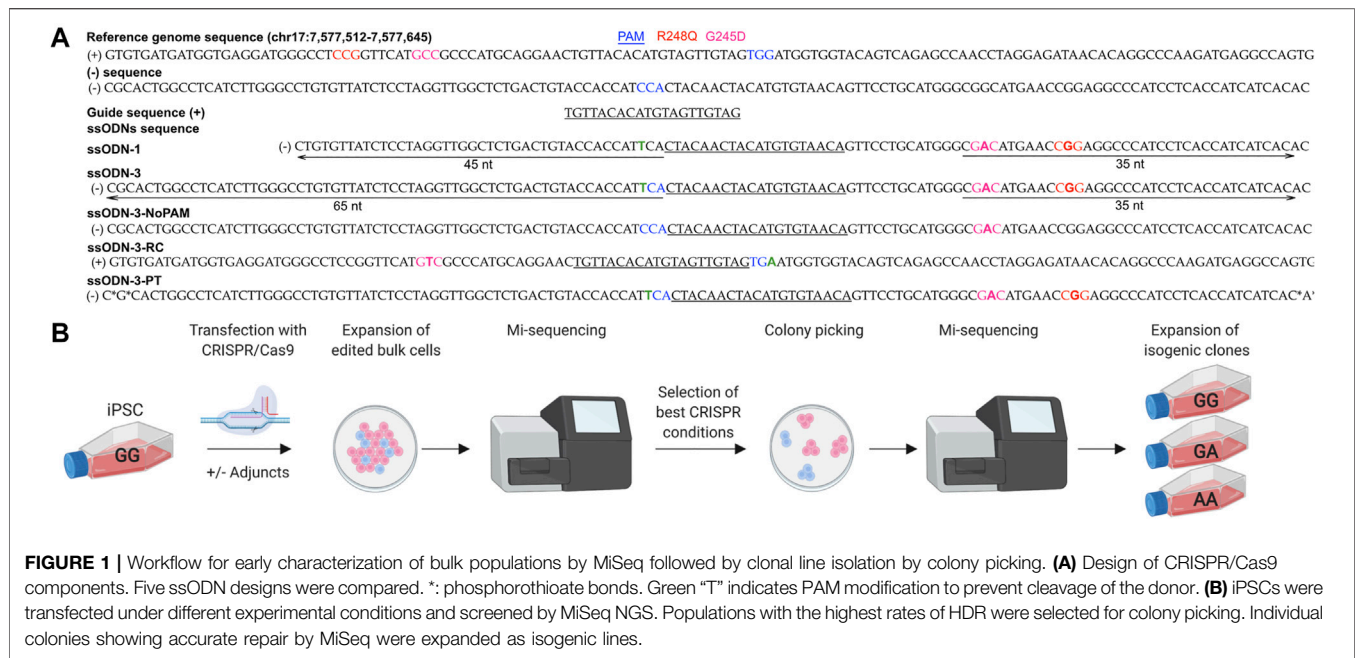 A
Reference genome sequence (chr17:7,577,512-7,577,645) PAM R248Q G245D
(+) GTGTGATGATGGTGAGGATGGGCCTCCGGTTCATGCCGCCCATGCAGGAACTGTTACACATGTAGTTGTAGTGGATGGTGGTACAGTCAGAGCCAACCTAGGAGATAACACAGGCCCAAGATGAGGCCAGTG
(-) sequence
(-) CGCACTGGCCTCATCTTGGGCCTGTGTTATCTCCTAGGTTGGCTCTGACTGTACCACCATCCACTACAACTACATGTGTAACAGTTCCTGCATGGGCGGCATGAACCGGAGGCCCATCCTCACCATCATCACAC
Guide sequence (+) TGTTACACATGTAGTTGTAG
ssODNs sequence
ssODN-1 (-) CTGTGTTATCTCCTAGGTTGGCTCTGACTGTACCACCATTCACTACAACTACATGTGTAACAGTTCCTGCATGGGCGACATGAACCGGAGGCCCATCCTCACCATCATCACAC
45 nt 35 nt
ssODN-3
(-) CGCACTGGCCTCATCTTGGGCCTGTGTTATCTCCTAGGTTGGCTCTGACTGTACCACCATTCACTACAACTACATGTGTAACAGTTCCTGCATGGGCGACATGAACCGGAGGCCCATCCTCACCATCATCACAC
65 nt 35 nt
ssODN-3-NoPAM
(-) CGCACTGGCCTCATCTTGGGCCTGTGTTATCTCCTAGGTTGGCTCTGACTGTACCACCATCCACTACAACTACATGTGTAACAGTTCCTGCATGGGCGACATGAACCGGAGGCCCATCCTCACCATCATCACAC
ssODN-3-RC
(+) GTGTGATGATGGTGAGGATGGGCCTCCGGTTCATGTCGCCCATGCAGGAACTGTTACACATGTAGTTGTAGTGAATGGTGGTACAGTCAGAGCCAACCTAGGAGATAACACAGGCCCAAGATGAGGCCAGTG
ssODN-3-PT
(-) C*G*CACTGGCCTCATCTTGGGCCTGTGTTATCTCCTAGGTTGGCTCTGACTGTACCACCATTCACTACAACTACATGTGTAACAGTTCCTGCATGGGCGACATGAACCGGAGGCCCATCCTCACCATCATCAC*A*
B
Transfection with CRISPR/Cas9
Expansion of edited bulk cells
Mi-sequencing
Colony picking
Mi-sequencing
Expansion of isogenic clones
iPSC
GG
+/- Adjuncts
Selection of best CRISPR conditions
GG
GA
AA
FIGURE 1 | Workflow for early characterization of bulk populations by MiSeq followed by clonal line isolation by colony picking. (A) Design of CRISPR/Cas9
components. Five ssODN designs were compared. *: phosphorothioate bonds. Green “T” indicates PAM modification to prevent cleavage of the donor. (B) iPSCs were
transfected under different experimental conditions and screened by MiSeq NGS. Populations with the highest rates of HDR were selected for colony picking. Individual
colonies showing accurate repair by MiSeq were expanded as isogenic lines.